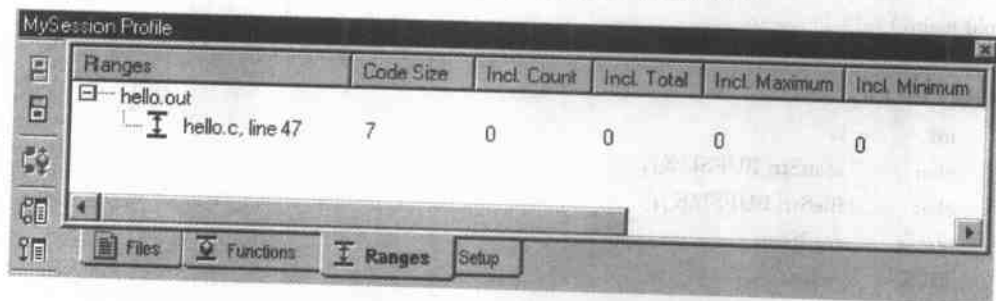 MySession Profile
Ranges Code Size Incl. Count Incl. Total Incl. Maximum Incl. Minimum
hello.out
hello.c, line 47 7 0 0 0 0
Files Functions Ranges Setup